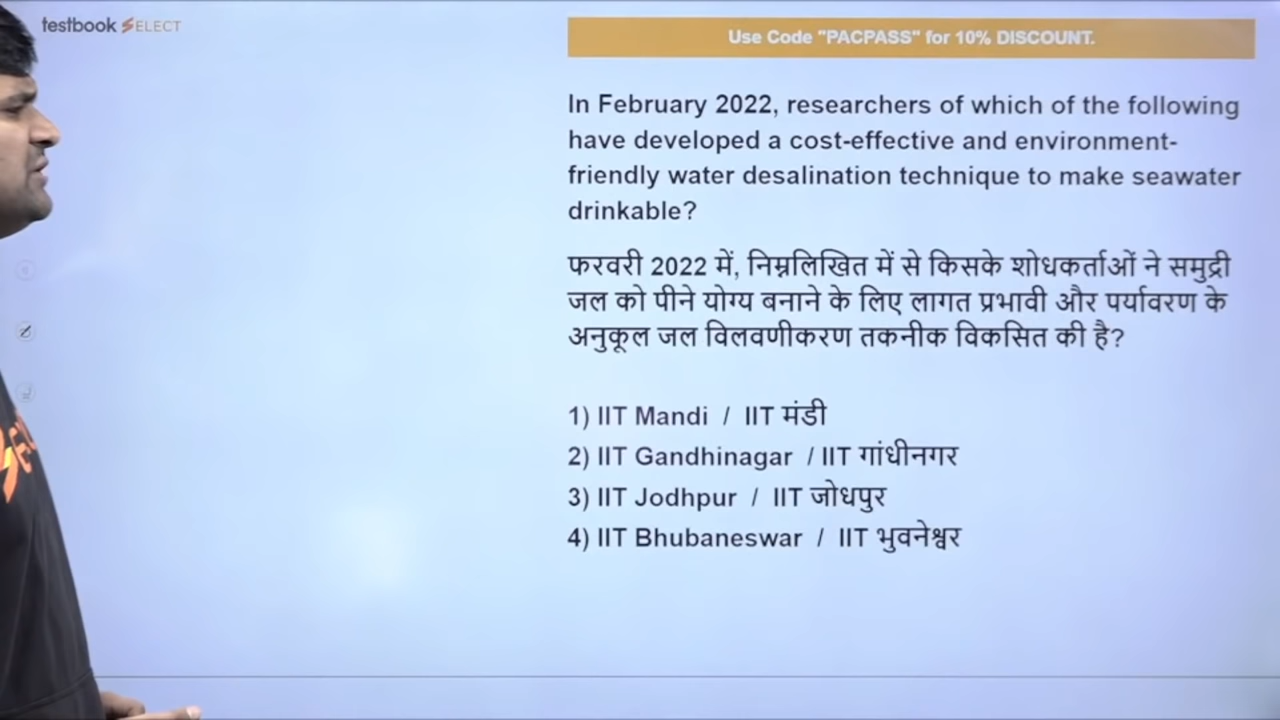 testbook SELECT
Use Code "PACPASS" for 10% DISCOUNT.
In February 2022, researchers of which of the following
have developed a cost-effective and environment-
friendly water desalination technique to make seawater
drinkable?
फरवरी 2022 में, निम्नलिखित में से किसके शोधकर्ताओं ने समुद्री
जल को पीने योग्य बनाने के लिए लागत प्रभावी और पर्यावरण के
अनुकूल जल विलवणीकरण तकनीक विकसित की है?
1) IIT Mandi / IIT मंडी
2) IIT Gandhinagar / IIT गांधीनगर
3) IIT Jodhpur / IIT जोधपुर
4) IIT Bhubaneswar / IIT भुवनेश्वर